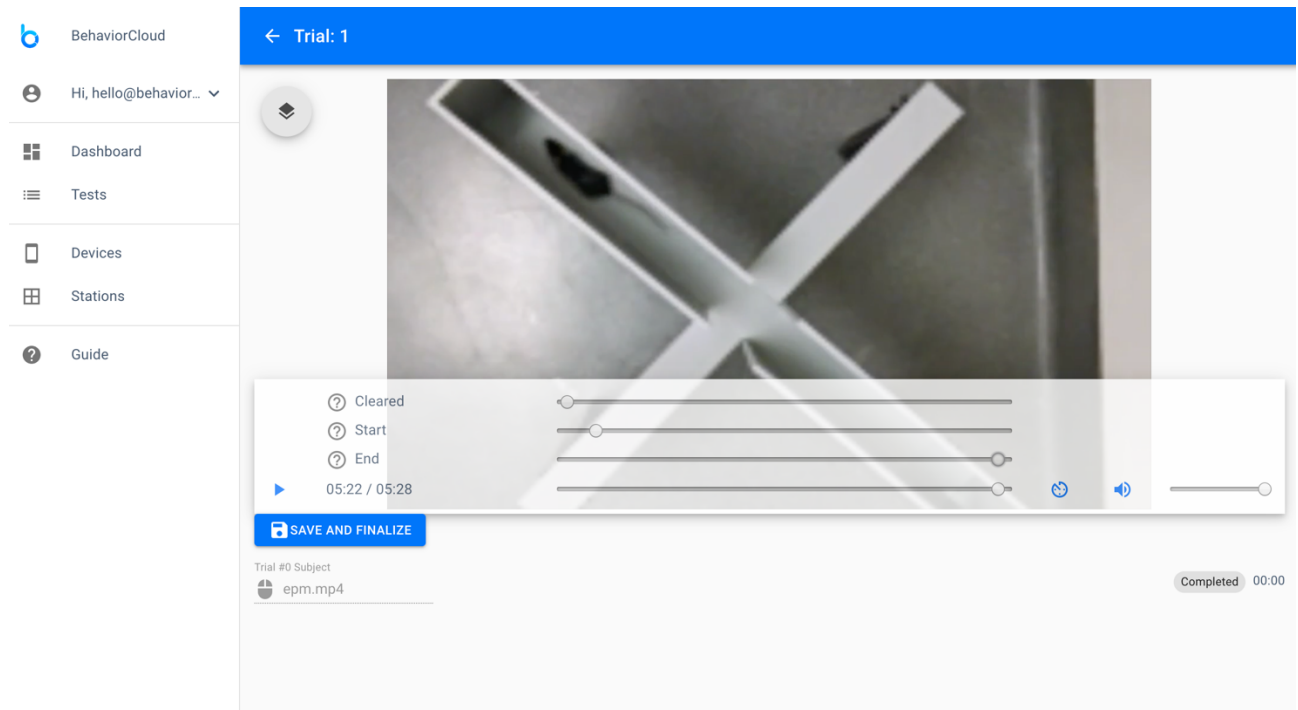 BehaviorCloud
Trial: 1
Hi, hello@behavior...
Dashboard
Tests
Devices
Stations
Guide
Cleared
Start
End
05:22 / 05:28
SAVE AND FINALIZE
Trial #0 Subject
epm.mp4
Completed 00:00